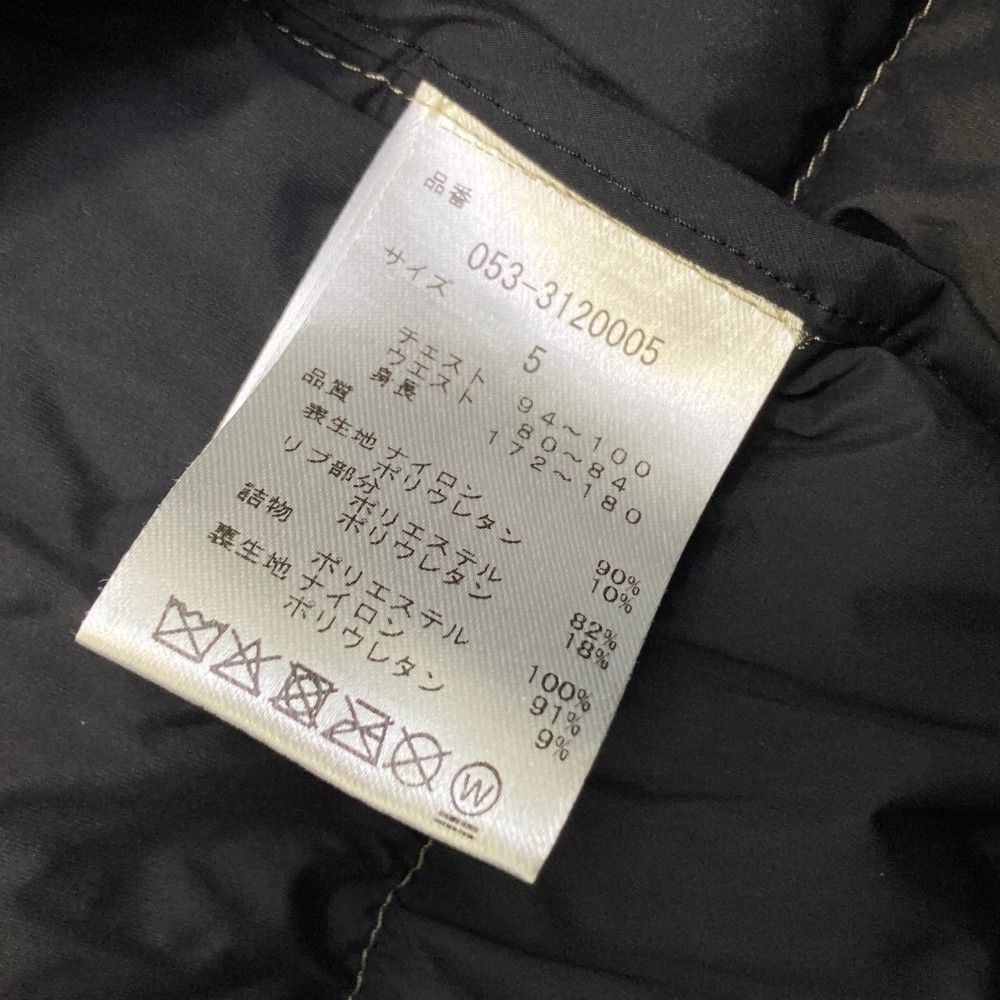 品番
053-3120005
サイズ
5
チェスト 94～100
ウエスト 80～84
身長 172～180
品質
表生地 ナイロン 90%
ポリウレタン 10%
リブ部分
ポリエステル 82%
ポリウレタン 18%
詰物
ポリエステル 100%
裏生地 ナイロン 91%
ポリウレタン 9%
W